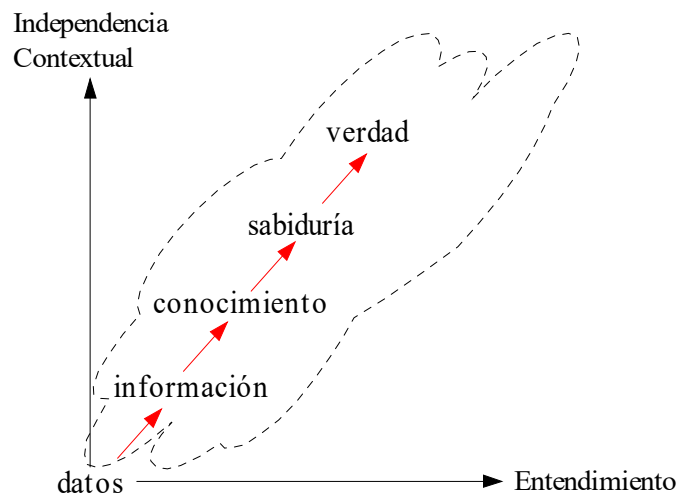 Independencia
Contextual
verdad
sabiduría
conocimiento
información
datos
Entendimiento